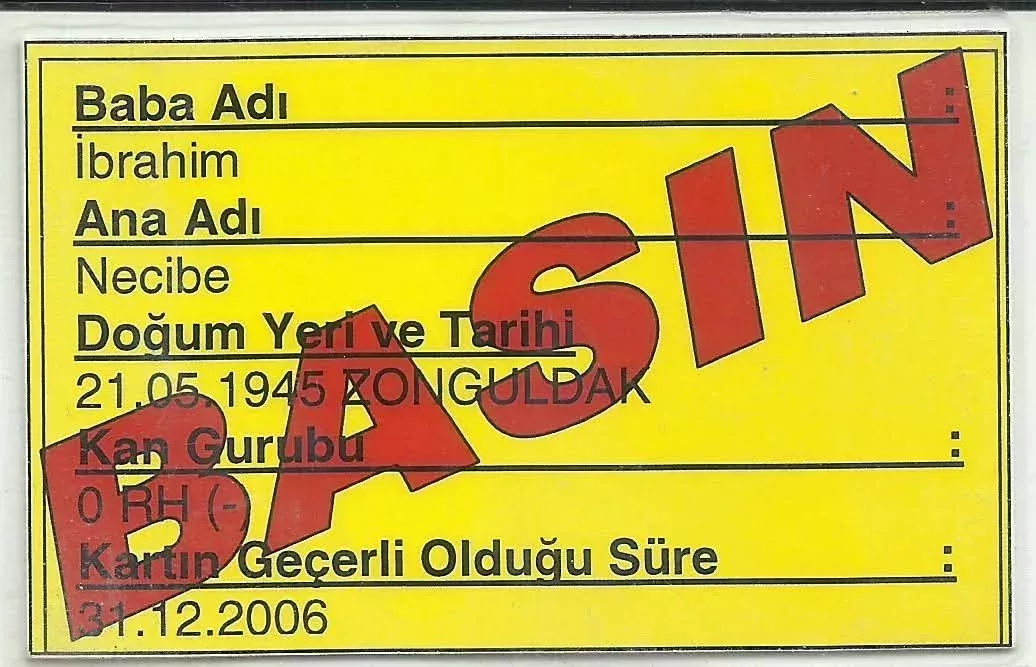 Baba Adı :
İbrahim
Ana Adı :
Necibe
Doğum Yeri ve Tarihi
21.05.1945 ZONGULDAK
Kan Gurubu :
0 RH (-)
Kartın Geçerli Olduğu Süre :
31.12.2006
BASIN